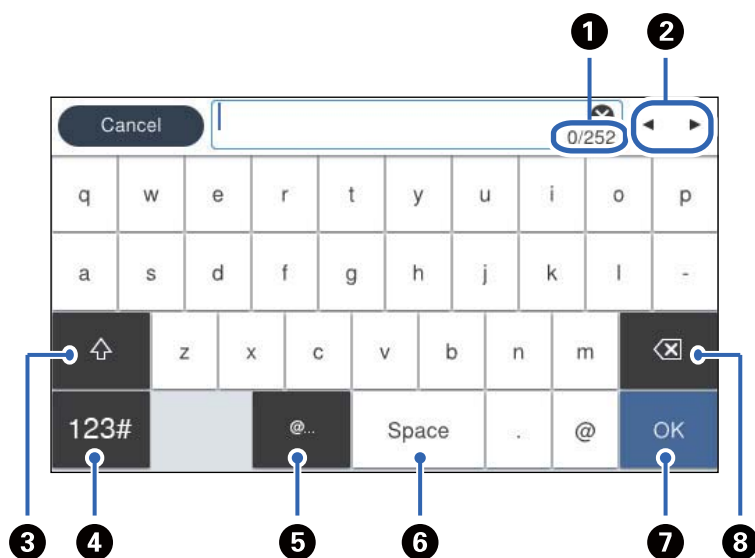 1 2
Cancel 0/252
q w e r t y u i o p
a s d f g h j k l -
z x c v b n m
123# @... Space . @ OK
3 4 5 6 7 8